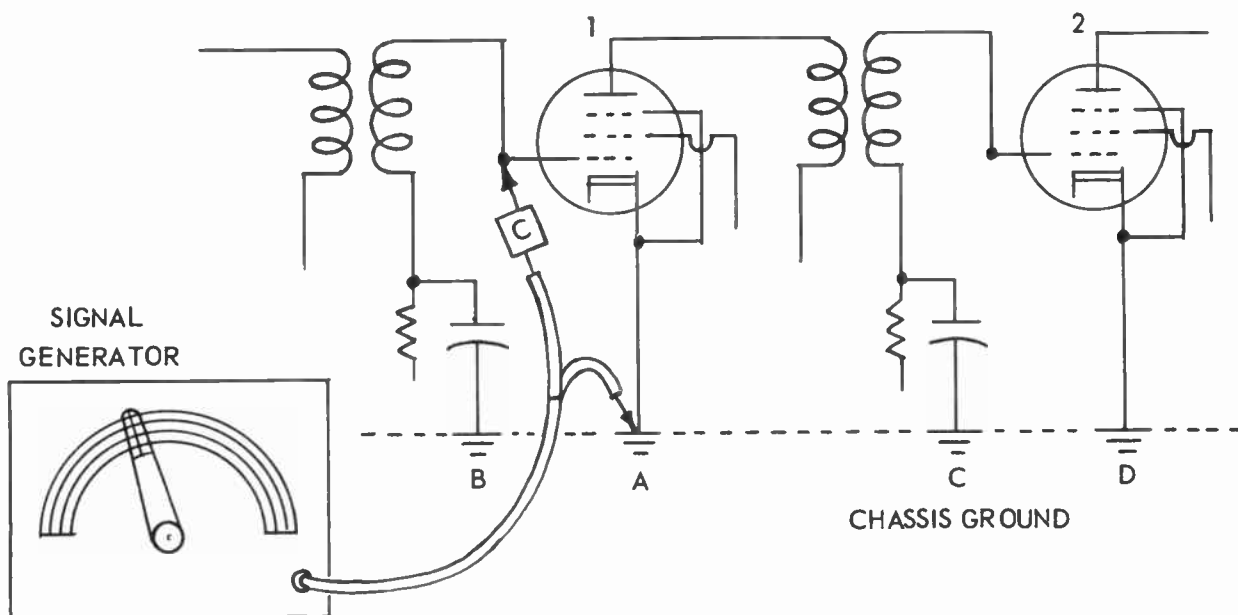 1
2
C
SIGNAL
GENERATOR
B
A
C
D
CHASSIS GROUND